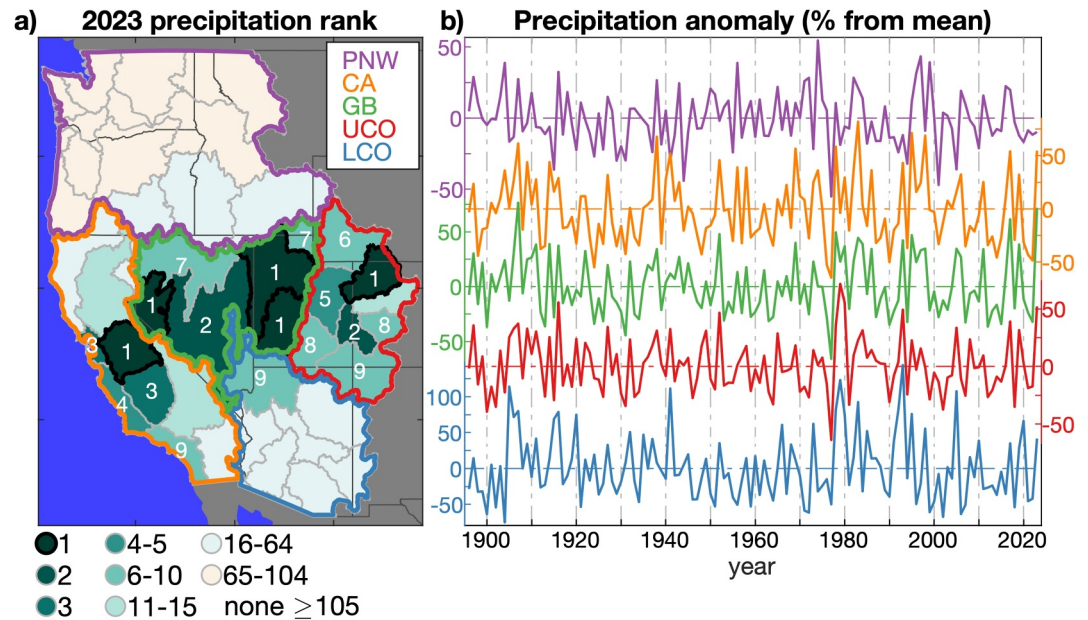 a) 2023 precipitation rank
PNW
CA
GB
UCO
LCO
7
6
7
1
1
1
5
2
1
2
8
3
1
8
9
3
9
4
9
1 4-5 16-64
2 6-10 65-104
3 11-15 none ≥105
b) Precipitation anomaly (% from mean)
50
0
-50
50
0
-50
50
0
-50
50
0
-50
100
50
0
-50
1900 1920 1940 1960 1980 2000 2020
year